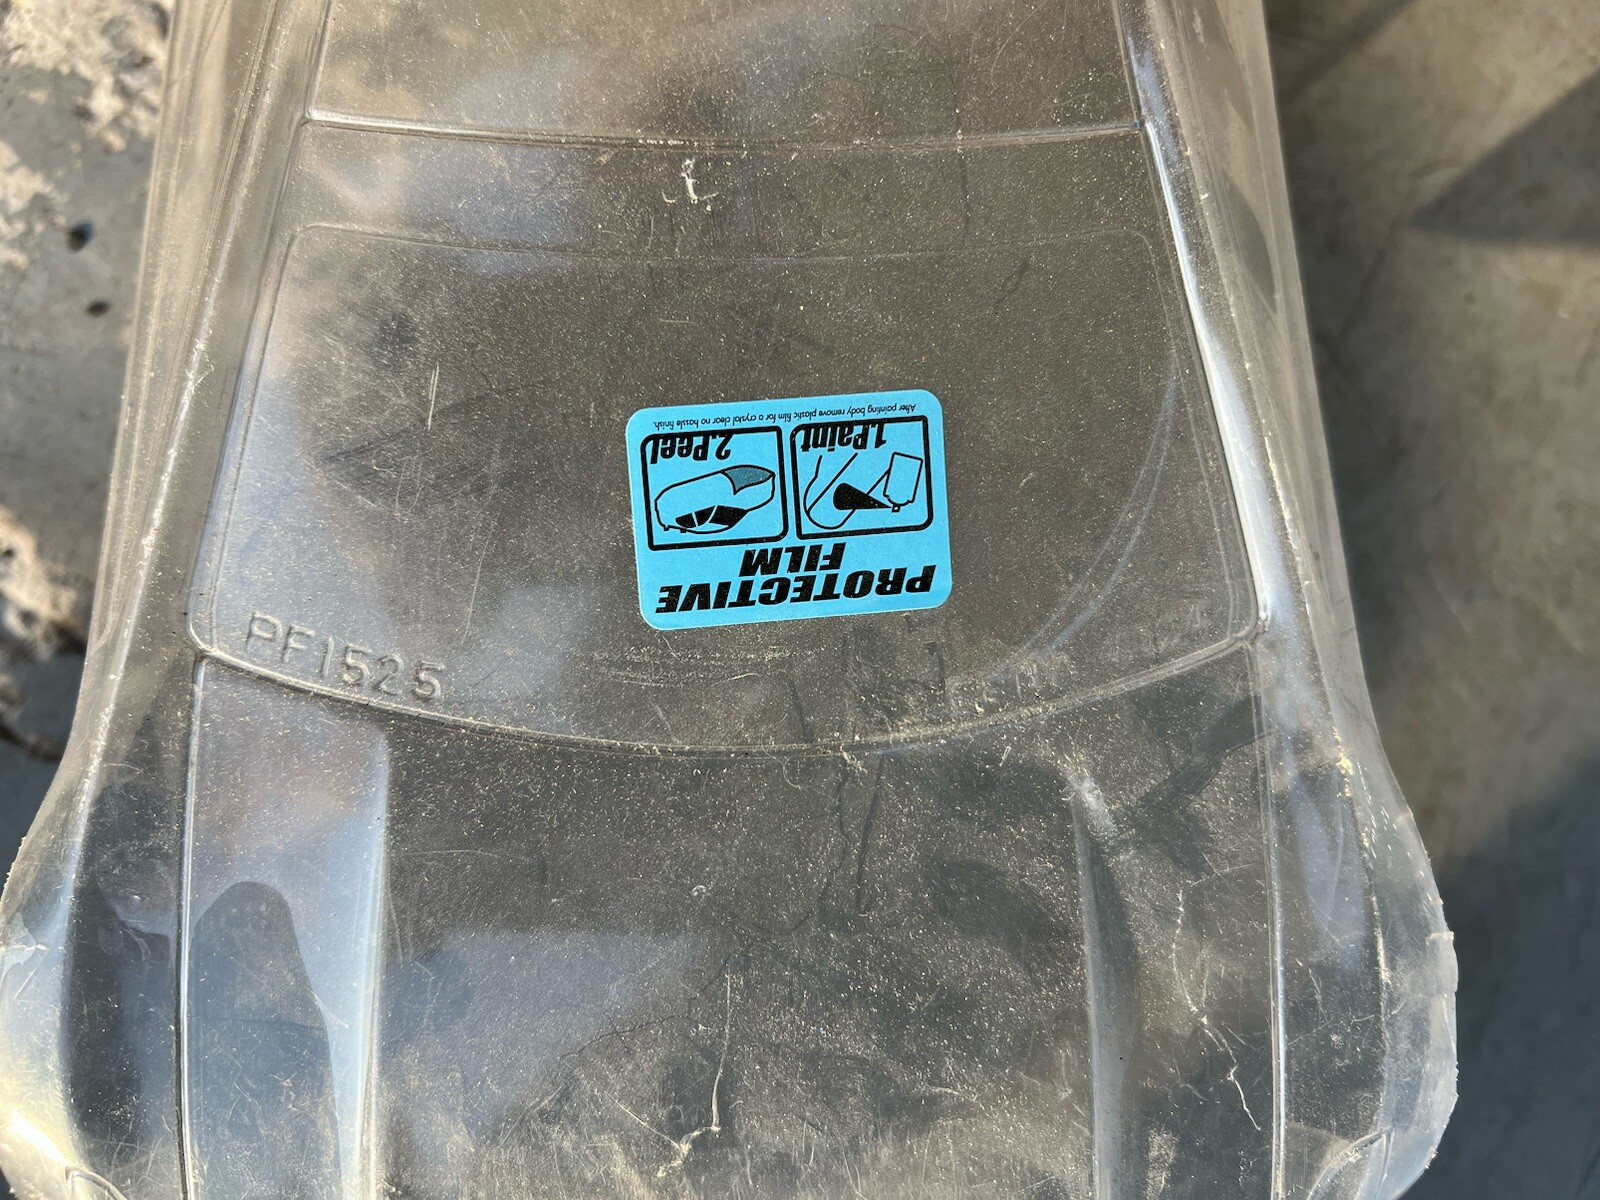 PROTECTIVE
FILM
1.Paint
2.Peel
After painting body remove plastic film for a crystal clear no hassle finish.
PF1525